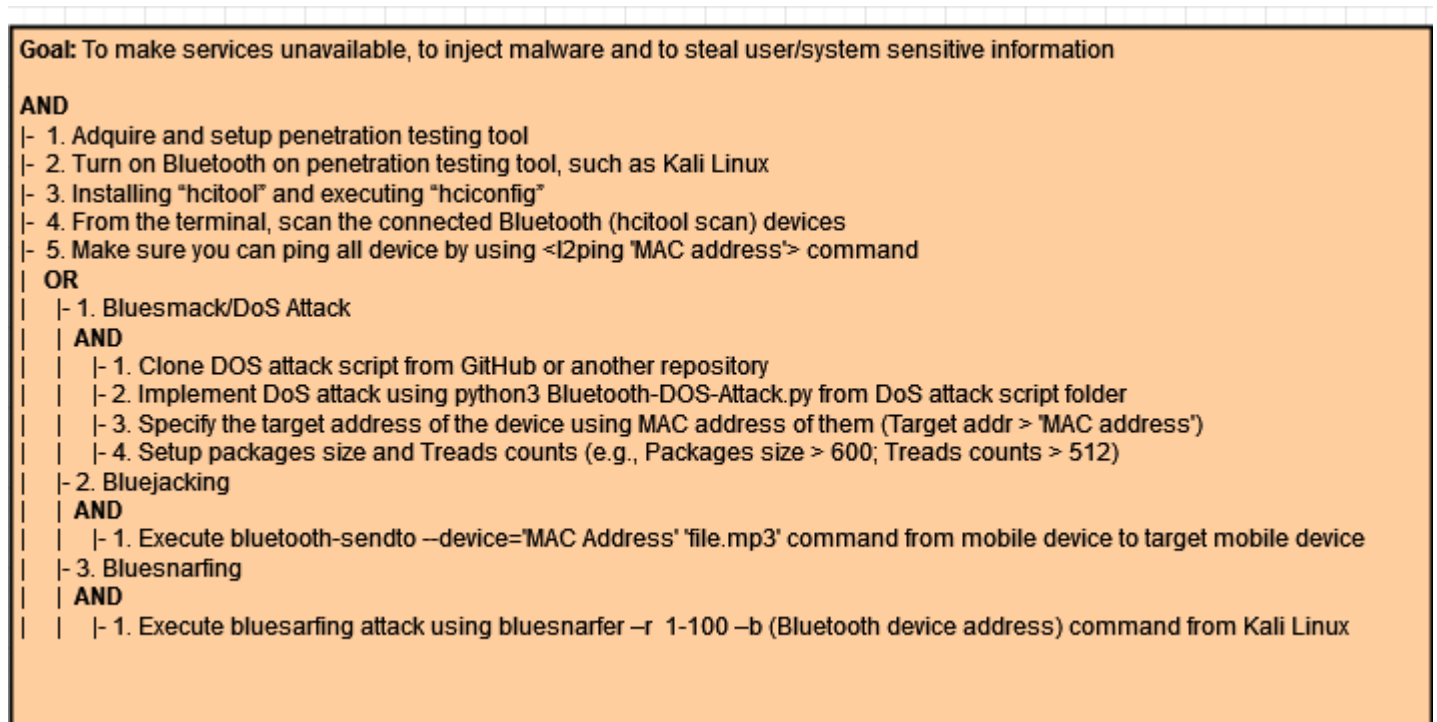 Goal: To make services unavailable, to inject malware and to steal user/system sensitive information
AND
|- 1. Adquire and setup penetration testing tool
|- 2. Turn on Bluetooth on penetration testing tool, such as Kali Linux
|- 3. Installing “hcitool” and executing “hciconfig”
|- 4. From the terminal, scan the connected Bluetooth (hcitool scan) devices
|- 5. Make sure you can ping all device by using <l2ping 'MAC address'> command
| OR
| |- 1. Bluesmack/DoS Attack
| | AND
| | |- 1. Clone DOS attack script from GitHub or another repository
| | |- 2. Implement DoS attack using python3 Bluetooth-DOS-Attack.py from DoS attack script folder
| | |- 3. Specify the target address of the device using MAC address of them (Target addr > 'MAC address')
| | |- 4. Setup packages size and Treads counts (e.g., Packages size > 600; Treads counts > 512)
| |- 2. Bluejacking
| | AND
| | |- 1. Execute bluetooth-sendto --device='MAC Address' 'file.mp3' command from mobile device to target mobile device
| |- 3. Bluesnarfing
| | AND
| | |- 1. Execute bluesarfing attack using bluesnarfer –r 1-100 –b (Bluetooth device address) command from Kali Linux